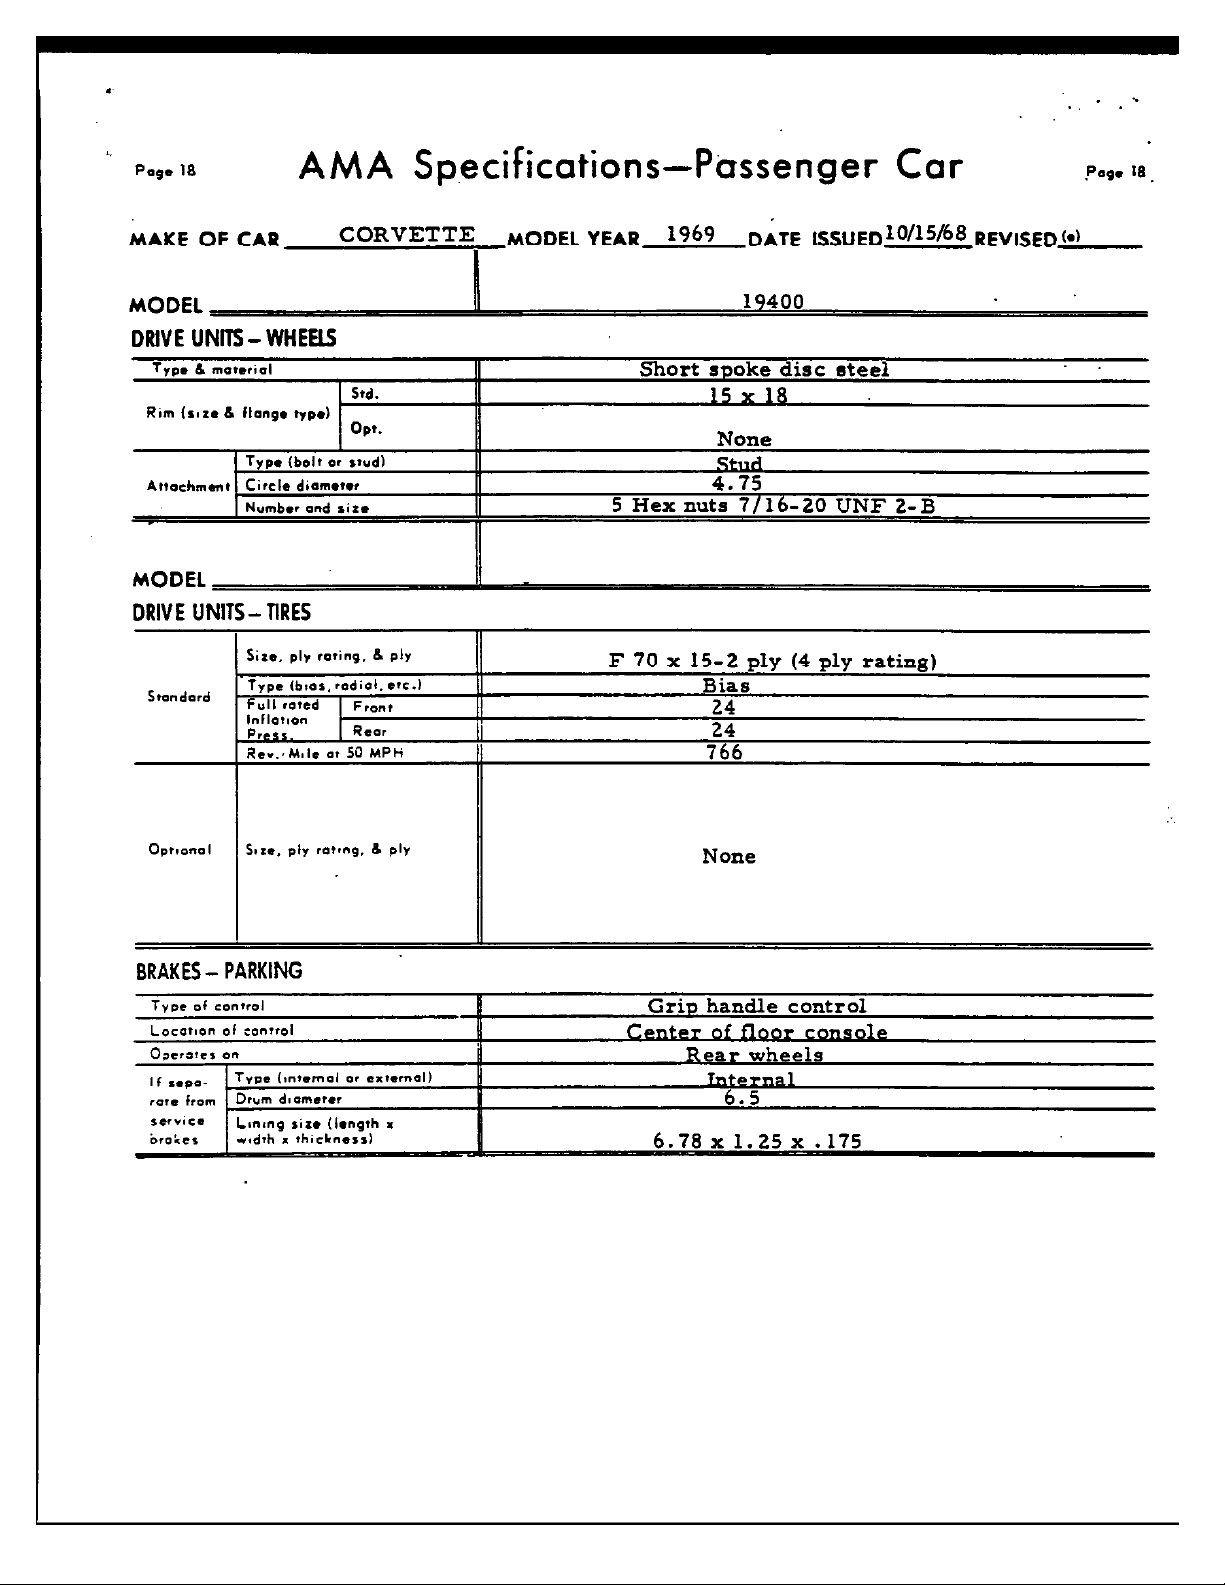 Page 18 AMA Specifications—Passenger Car Page 18
MAKE OF CAR CORVETTE MODEL YEAR 1969 DATE ISSUED 10/15/68 REVISED (•)
MODEL 19400
DRIVE UNITS – WHEELS
Type & material Short spoke disc steel
Rim (size & flange type) Std. 15 x 18
Opt. None
Attachment Type (bolt or stud) Stud
Circle diameter 4.75
Number and size 5 Hex nuts 7/16-20 UNF 2-B
MODEL
DRIVE UNITS – TIRES
Standard Size, ply rating, & ply F 70 x 15-2 ply (4 ply rating)
Type (bias, radial, etc.) Bias
Full rated Inflation Press. Front 24
Rear 24
Rev./Mile at 50 MPH 766
Optional Size, ply rating, & ply None
BRAKES – PARKING
Type of control Grip handle control
Location of control Center of floor console
Operates on Rear wheels
If sepa-rate from service brakes Type (internal or external) Internal
Drum diameter 6.5
Lining size (length x width x thickness) 6.78 x 1.25 x .175